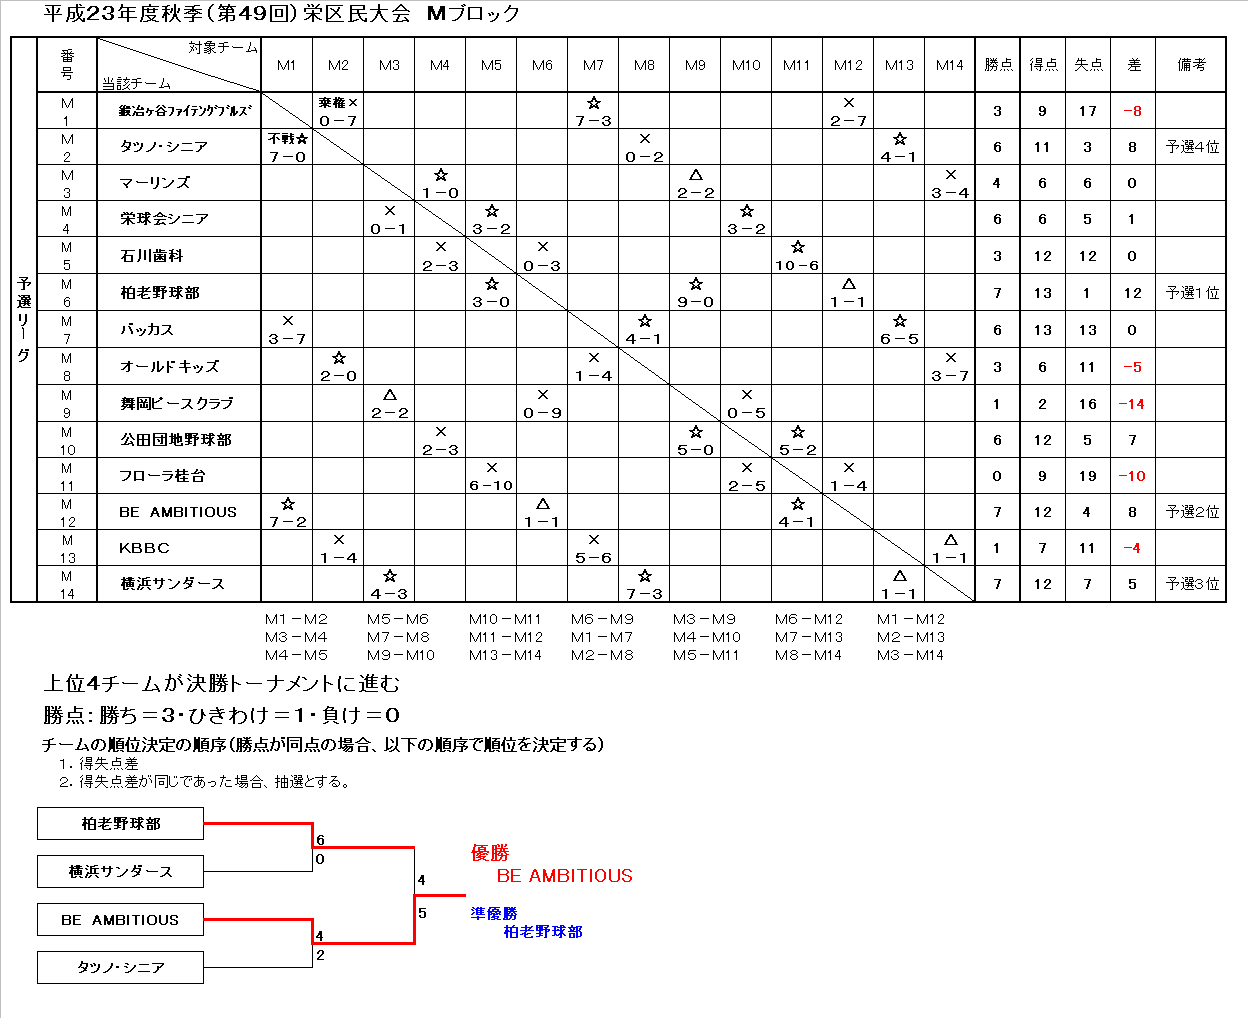 平成23年度秋季(第49回)栄区民大会　Mブロック
番号 対象チーム 当該チーム M1 M2 M3 M4 M5 M6 M7 M8 M9 M10 M11 M12 M13 M14 勝点 得点 失点 差 備考
予選リーグ
M1 鍛冶ヶ谷ファイテングブルズ 棄権× 0-7 ☆ 7-3 × 2-7 3 9 17 -8
M2 タツノ・シニア 不戦☆ 7-0 × 0-2 ☆ 4-1 6 11 3 8 予選4位
M3 マーリンズ ☆ 1-0 △ 2-2 × 3-4 4 6 6 0
M4 栄球会シニア × 0-1 ☆ 3-2 ☆ 3-2 6 6 5 1
M5 石川歯科 × 2-3 × 0-3 ☆ 10-6 3 12 12 0
M6 柏老野球部 ☆ 3-0 ☆ 9-0 △ 1-1 7 13 1 12 予選1位
M7 バッカス × 3-7 ☆ 4-1 ☆ 6-5 6 13 13 0
M8 オールドキッズ ☆ 2-0 × 1-4 × 3-7 3 6 11 -5
M9 舞岡ピースクラブ △ 2-2 × 0-9 × 0-5 1 2 16 -14
M10 公田団地野球部 × 2-3 ☆ 5-0 ☆ 5-2 6 12 5 7
M11 フローラ桂台 × 6-10 × 2-5 × 1-4 0 9 19 -10
M12 BE AMBITIOUS ☆ 7-2 △ 1-1 ☆ 4-1 7 12 4 8 予選2位
M13 KBBC × 1-4 × 5-6 △ 1-1 1 7 11 -4
M14 横浜サンダース ☆ 4-3 ☆ 7-3 △ 1-1 7 12 7 5 予選3位
M1-M2 M5-M6 M10-M11 M6-M9 M3-M9 M6-M12 M1-M12
M3-M4 M7-M8 M11-M12 M1-M7 M4-M10 M7-M13 M2-M13
M4-M5 M9-M10 M13-M14 M2-M8 M5-M11 M8-M14 M3-M14
上位4チームが決勝トーナメントに進む
勝点:勝ち=3・ひきわけ=1・負け=0
チームの順位決定の順序(勝点が同点の場合、以下の順序で順位を決定する)
1. 得失点差
2. 得失点差が同じであった場合、抽選とする。
柏老野球部
6
0
横浜サンダース
4
優勝
BE AMBITIOUS
BE AMBITIOUS
5
準優勝
柏老野球部
4
2
タツノ・シニア